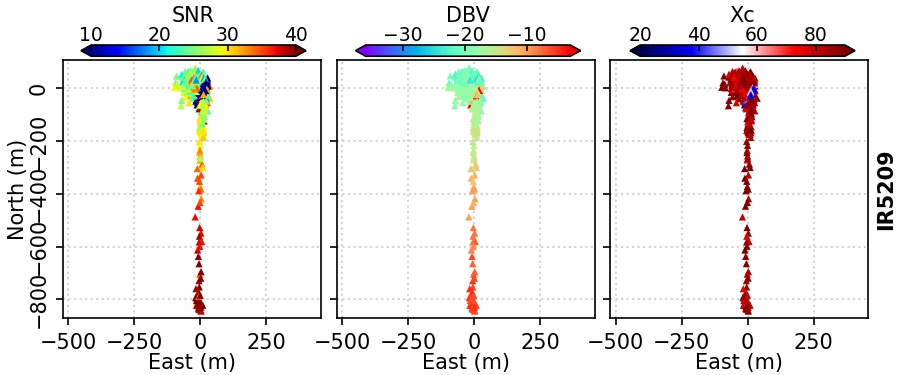 SNR DBV Xc
10 20 30 40 −30 −20 −10 20 40 60 80
North (m)
0
−200
−400
−600
−800
IR5209
−500 −250 0 250 −500 −250 0 250 −500 −250 0 250
East (m) East (m) East (m)